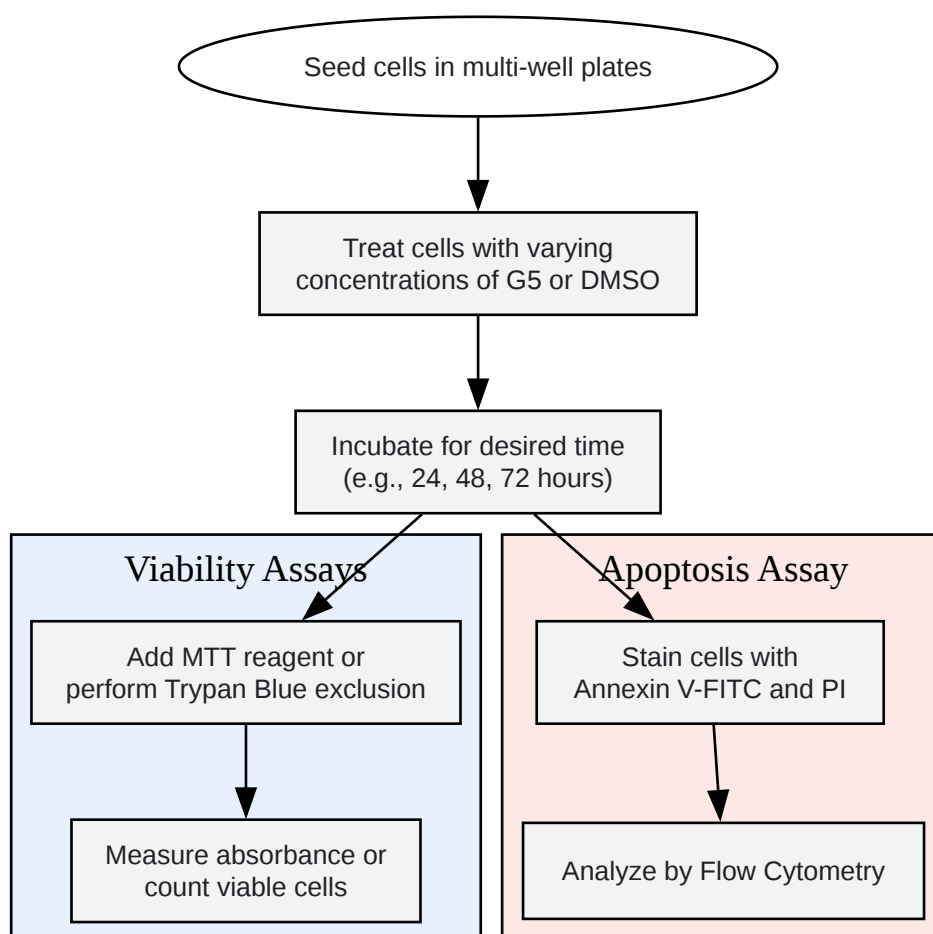 Seed cells in multi-well plates
Treat cells with varying
concentrations of G5 or DMSO
Incubate for desired time
(e.g., 24, 48, 72 hours)
Viability Assays
Add MTT reagent or
perform Trypan Blue exclusion
Measure absorbance or
count viable cells
Apoptosis Assay
Stain cells with
Annexin V-FITC and PI
Analyze by Flow Cytometry